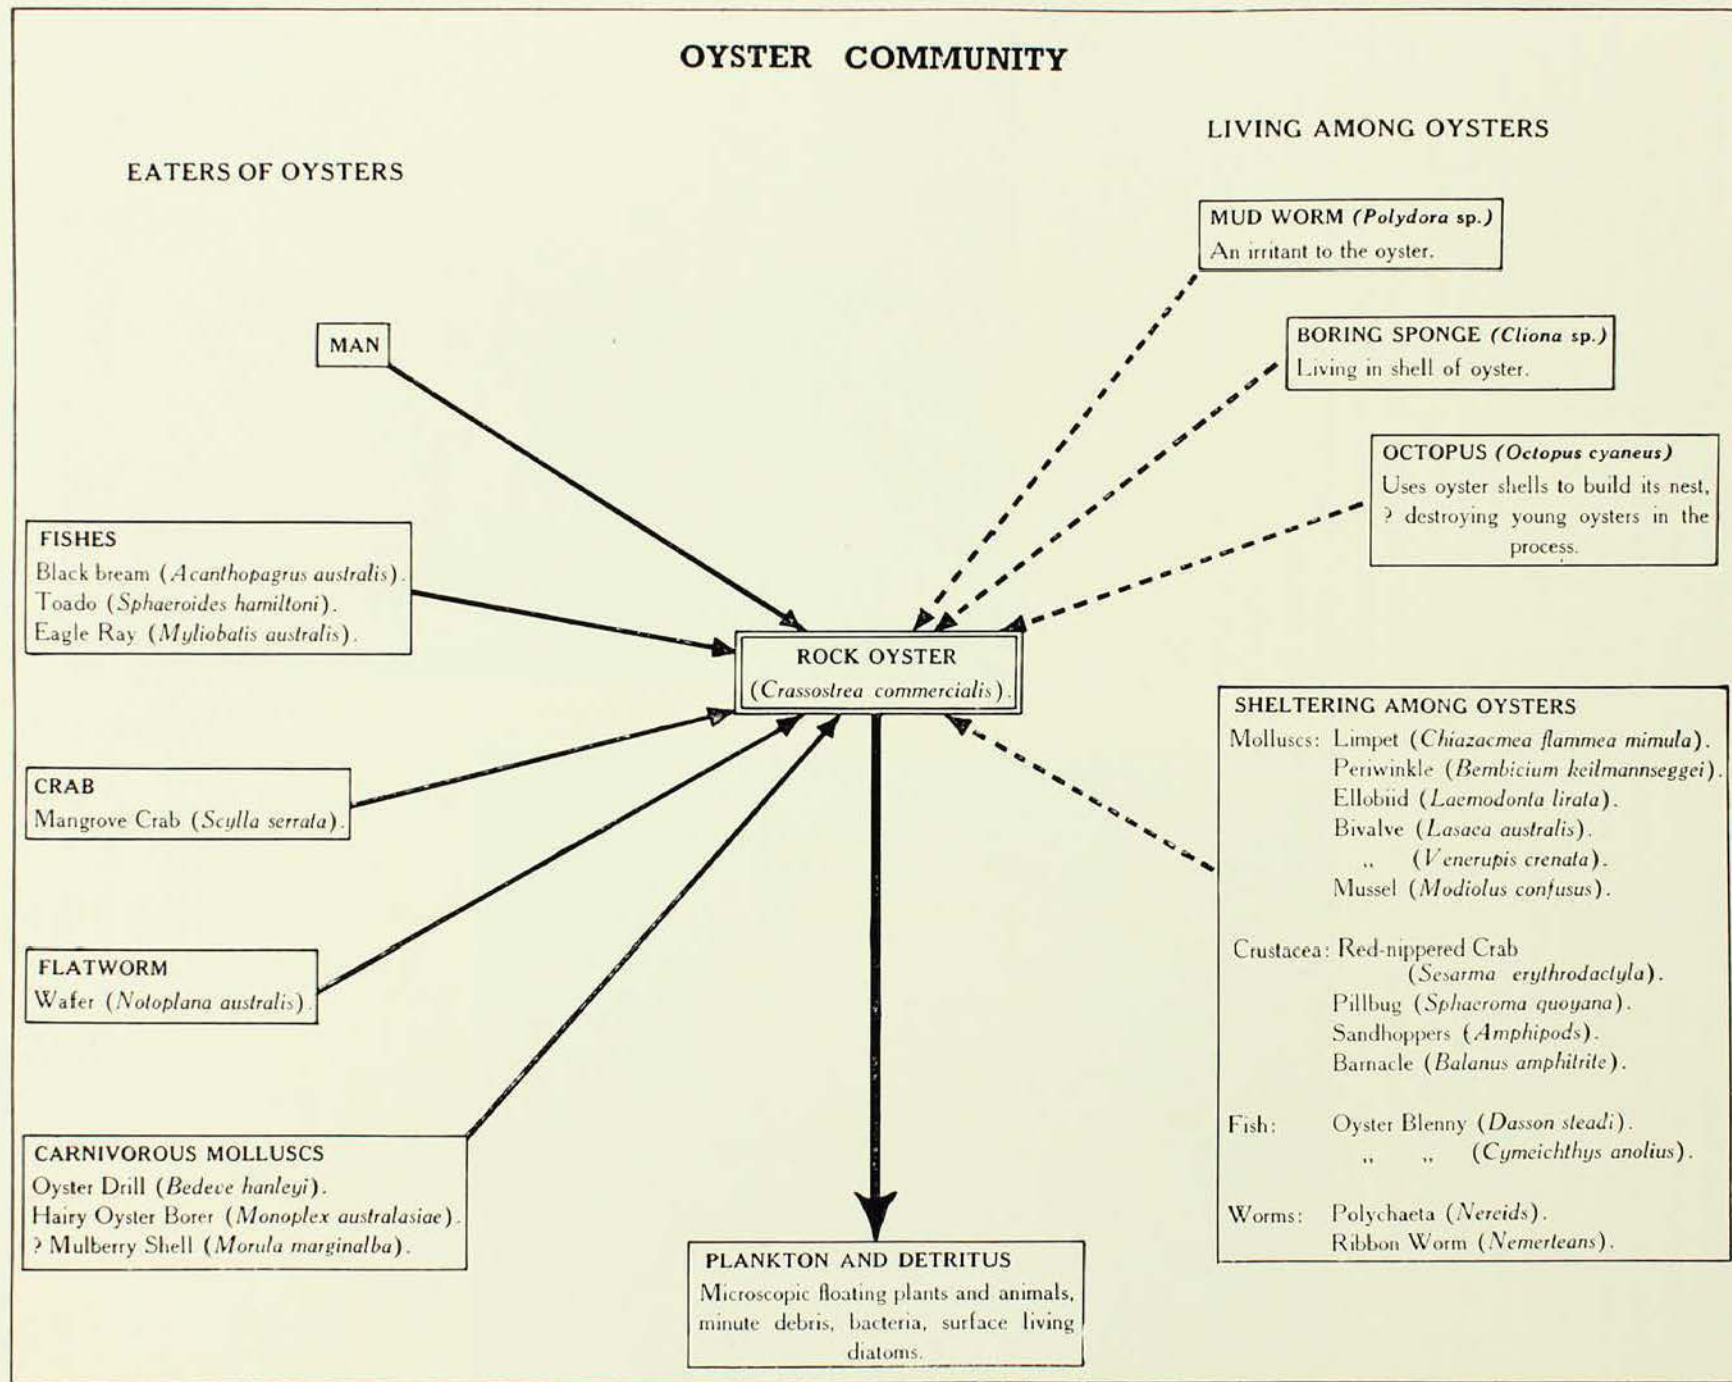 OYSTER COMMUNITY
EATERS OF OYSTERS
MAN
FISHES
Black bream (Acanthopagrus australis).
Toado (Sphaeroides hamiltoni).
Eagle Ray (Myliobatis australis).
CRAB
Mangrove Crab (Scylla serrata).
FLATWORM
Wafer (Notoplana australis).
CARNIVOROUS MOLLUSCS
Oyster Drill (Bedeve hanleyi).
Hairy Oyster Borer (Monoplex australasiae).
? Mulberry Shell (Morula marginalba).
ROCK OYSTER
(Crassostrea commercialis).
PLANKTON AND DETRITUS
Microscopic floating plants and animals,
minute debris, bacteria, surface living
diatoms.
LIVING AMONG OYSTERS
MUD WORM (Polydora sp.)
An irritant to the oyster.
BORING SPONGE (Cliona sp.)
Living in shell of oyster.
OCTOPUS (Octopus cyaneus)
Uses oyster shells to build its nest,
? destroying young oysters in the
process.
SHELTERING AMONG OYSTERS
Molluscs: Limpet (Chiazacmea flammea mimula).
Periwinkle (Bembicium keilmannseggei).
Ellobiid (Laemodonta lirata).
Bivalve (Lasaea australis).
,, (Venerupis crenata).
Mussel (Modiolus confusus).
Crustacea: Red-nippered Crab
(Sesarma erythrodactyla).
Pillbug (Sphaeroma quoyana).
Sandhoppers (Amphipods).
Barnacle (Balanus amphitrite).
Fish: Oyster Blenny (Dasson steadi).
,, ,, (Cymeichthys anolius).
Worms: Polychaeta (Nereids).
Ribbon Worm (Nemerteans).